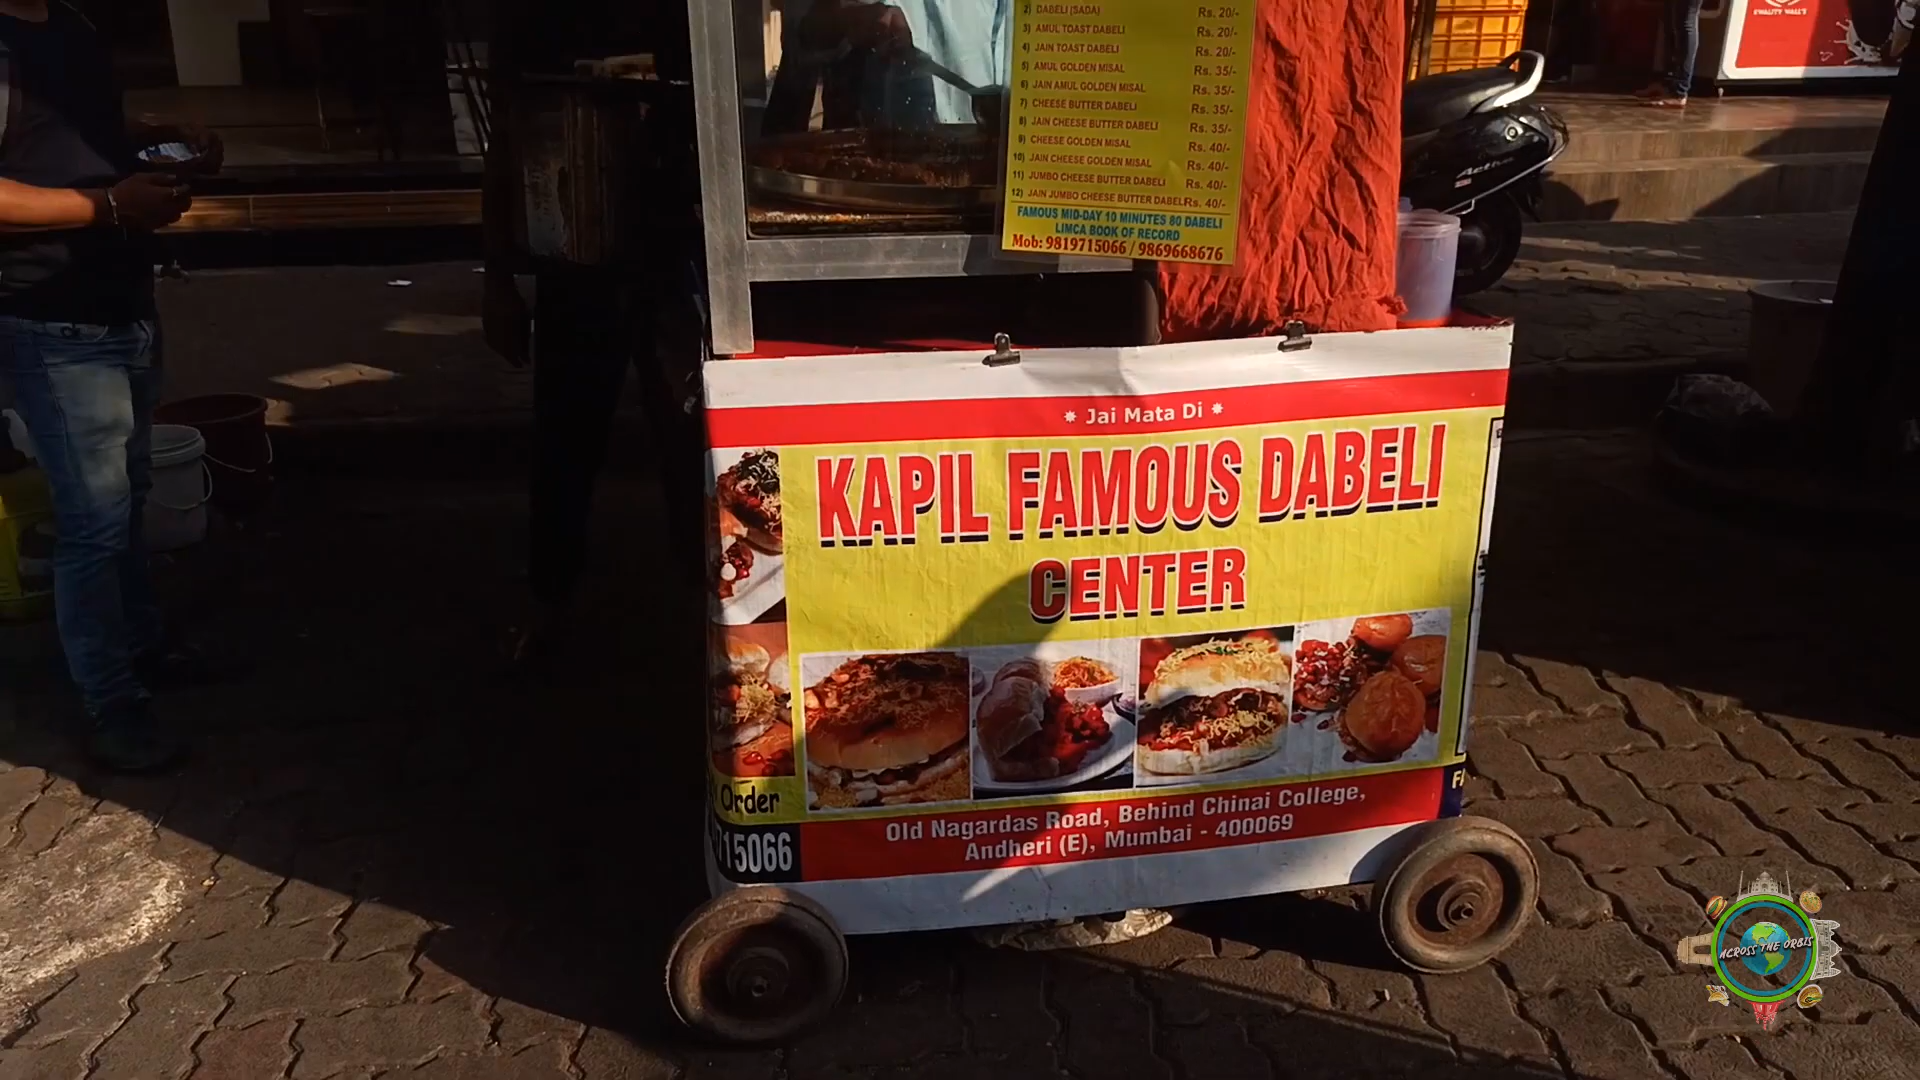 2) DABELI (SADA) Rs. 20/-
3) AMUL TOAST DABELI Rs. 20/-
4) JAIN TOAST DABELI Rs. 20/-
5) AMUL GOLDEN MISAL Rs. 35/-
6) JAIN AMUL GOLDEN MISAL Rs. 35/-
7) CHEESE BUTTER DABELI Rs. 35/-
8) JAIN CHEESE BUTTER DABELI Rs. 35/-
9) CHEESE GOLDEN MISAL Rs. 40/-
10) JAIN CHEESE GOLDEN MISAL Rs. 40/-
11) JUMBO CHEESE BUTTER DABELI Rs. 40/-
12) JAIN JUMBO CHEESE BUTTER DABELI Rs. 40/-
FAMOUS MID-DAY 10 MINUTES 80 DABELI
LIMCA BOOK OF RECORD
Mob: 9819715066 / 9869668676
KWALITY WALL'S
Activa
Jai Mata Di
KAPIL FAMOUS DABELI
CENTER
Order
715066
Old Nagardas Road, Behind Chinai College,
Andheri (E), Mumbai - 400069
ACROSS THE ORBIS